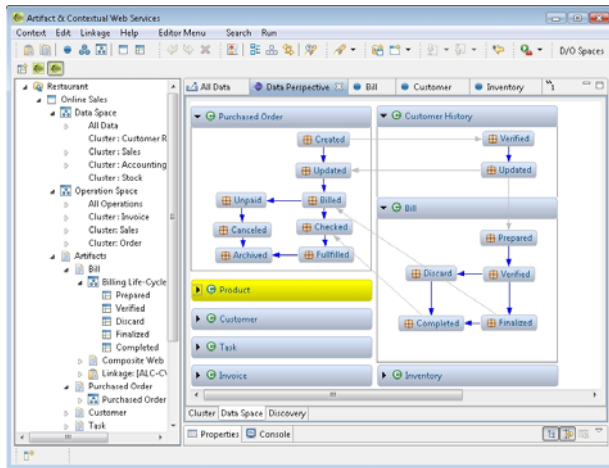 Artifact & Contextual Web Services
Context Edit Linkage Help Editor Menu Search Run
D/O Spaces
Restaurant
Online Sales
Data Space
All Data
Cluster : Customer R
Cluster : Sales
Cluster : Accounting
Cluster : Stock
Operation Space
All Operations
Cluster : Invoice
Cluster: Sales
Cluster: Order
Artifacts
Bill
Billing Life-Cycle
Prepared
Verified
Discard
Finalized
Completed
Composite Web
Linkage: [ALC-C
Purchased Order
Purchased Order
Customer
Task
All Data Data Perspective Bill Customer Inventory 1
Purchased Order
Created
Updated
Unpaid Billed
Canceled Checked
Archived Fullfilled
Product
Customer
Task
Invoice
Customer History
Verified
Updated
Bill
Prepared
Discard Verified
Completed Finalized
Inventory
Cluster Data Space Discovery
Properties Console